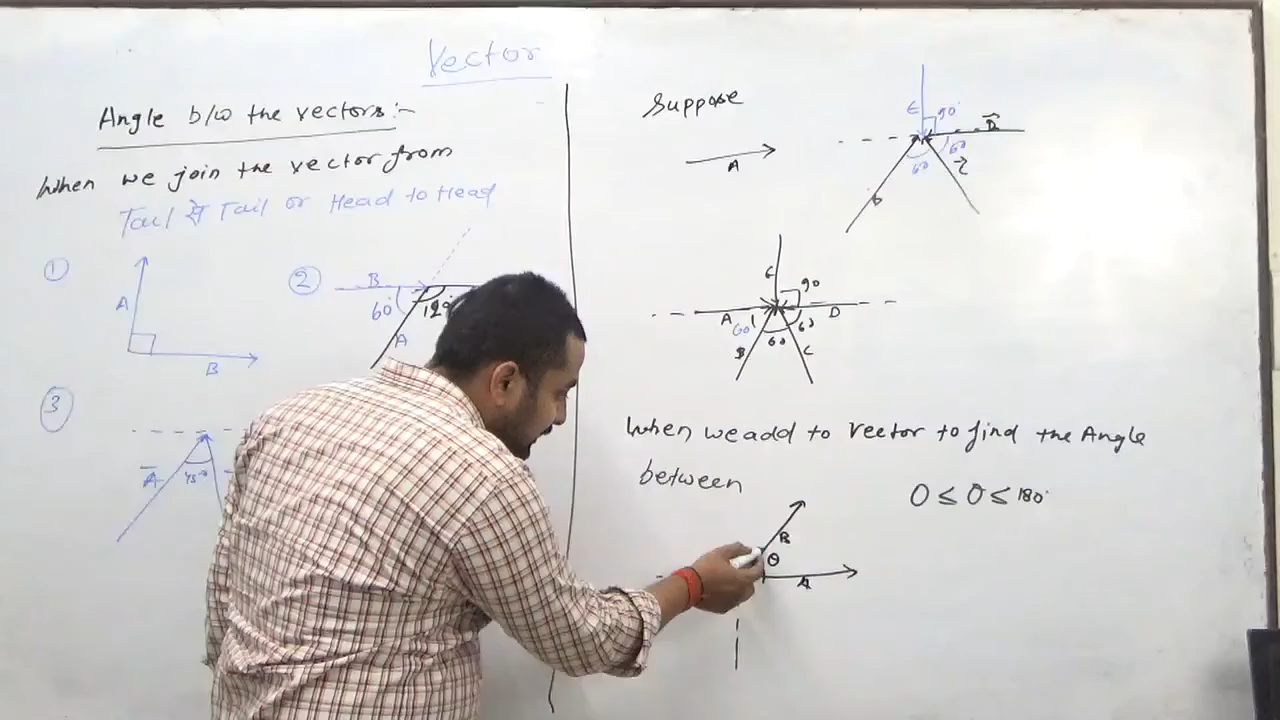 Vector
Angle b/w the vectors:-
When we join the vector from
Tail to Tail or Head to Head
①
A
B
②
B
60°
120°
A
③
A
45°
Suppose
A
E
90°
60
60
C
E
90
A
D
60
60
60
B
C
When we add to vector to find the Angle
between
0 ≤ θ ≤ 180°
B
θ
A